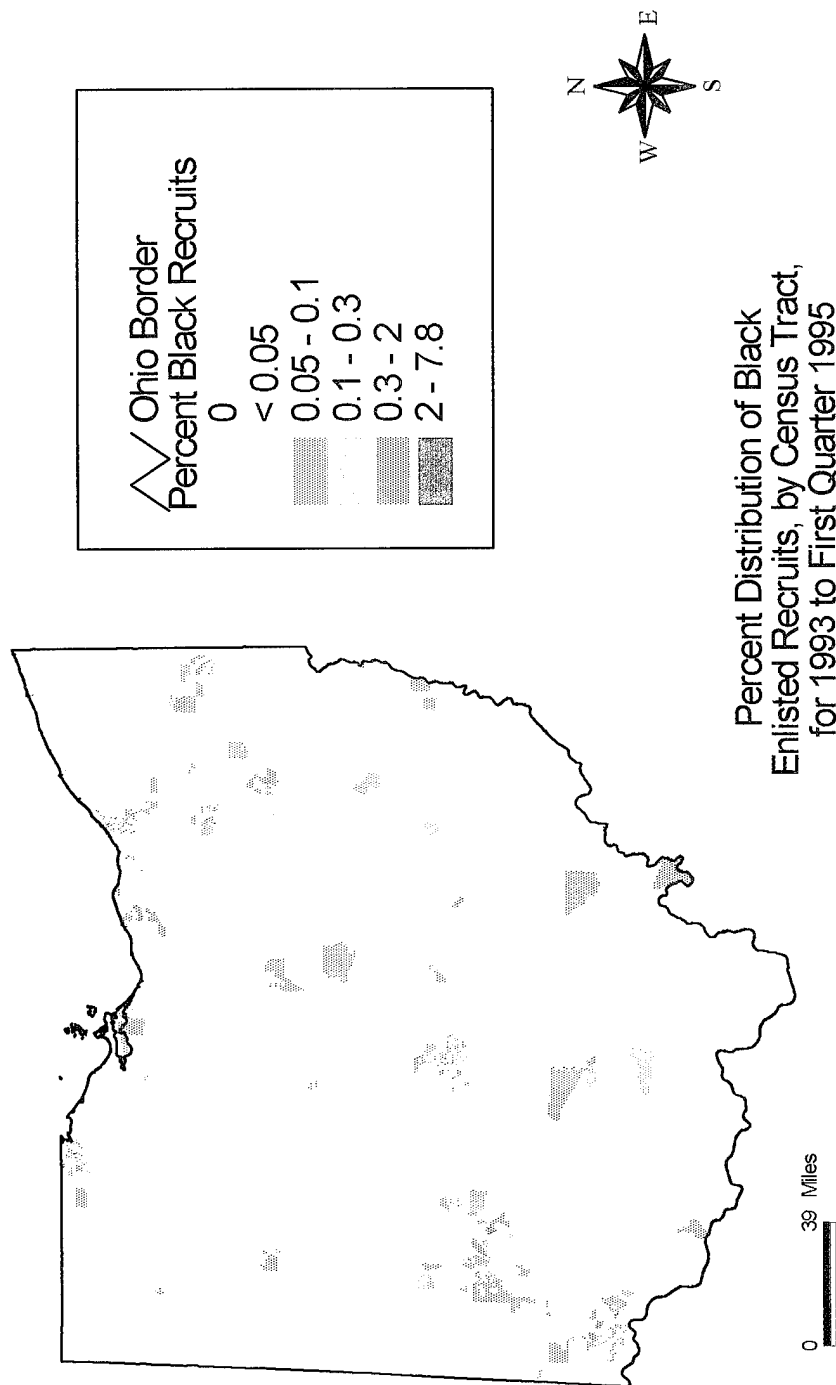 Ohio Border
Percent Black Recruits
0
< 0.05
0.05 - 0.1
0.1 - 0.3
0.3 - 2
2 - 7.8
N
W E
S
0 39 Miles
Percent Distribution of Black
Enlisted Recruits, by Census Tract,
for 1993 to First Quarter 1995